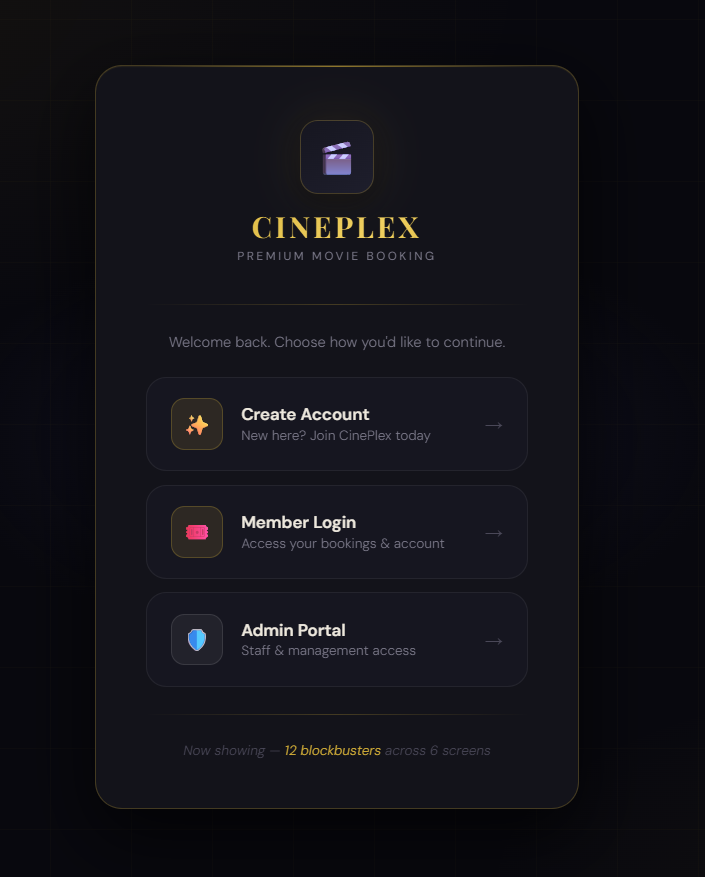 CINEPLEX
PREMIUM MOVIE BOOKING
Welcome back. Choose how you'd like to continue.
Create Account
New here? Join CinePlex today
→
Member Login
Access your bookings & account
→
Admin Portal
Staff & management access
→
Now showing — 12 blockbusters across 6 screens